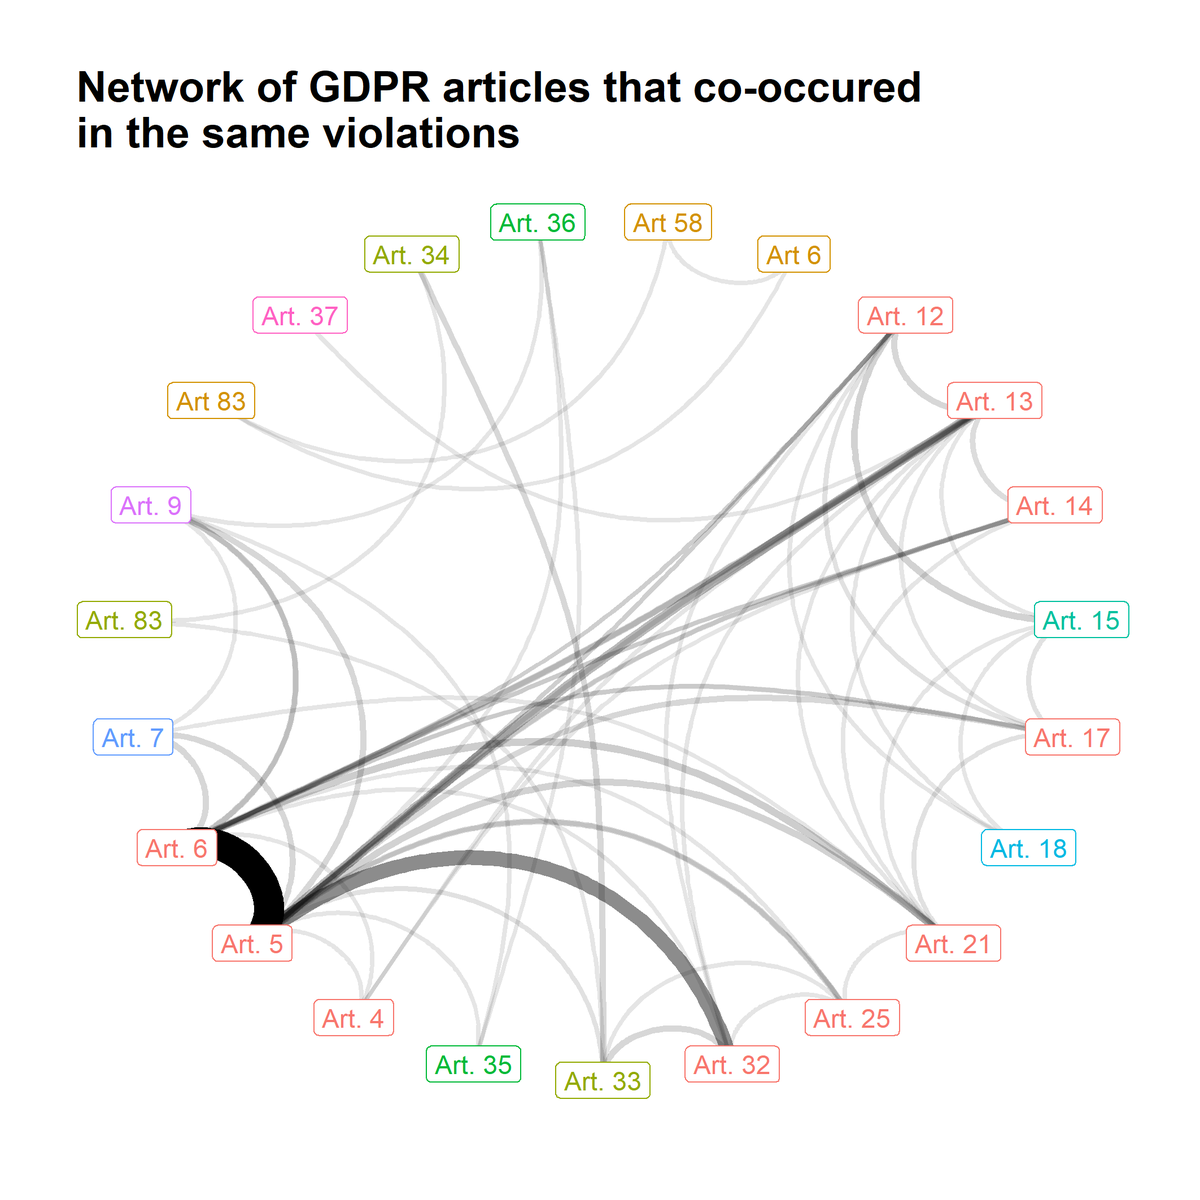 Network of GDPR articles that co-occured
in the same violations
Art. 36
Art 58
Art. 34
Art 6
Art. 37
Art. 12
Art 83
Art. 13
Art. 9
Art. 14
Art. 83
Art. 15
Art. 7
Art. 17
Art. 6
Art. 18
Art. 5
Art. 21
Art. 4
Art. 25
Art. 35
Art. 32
Art. 33